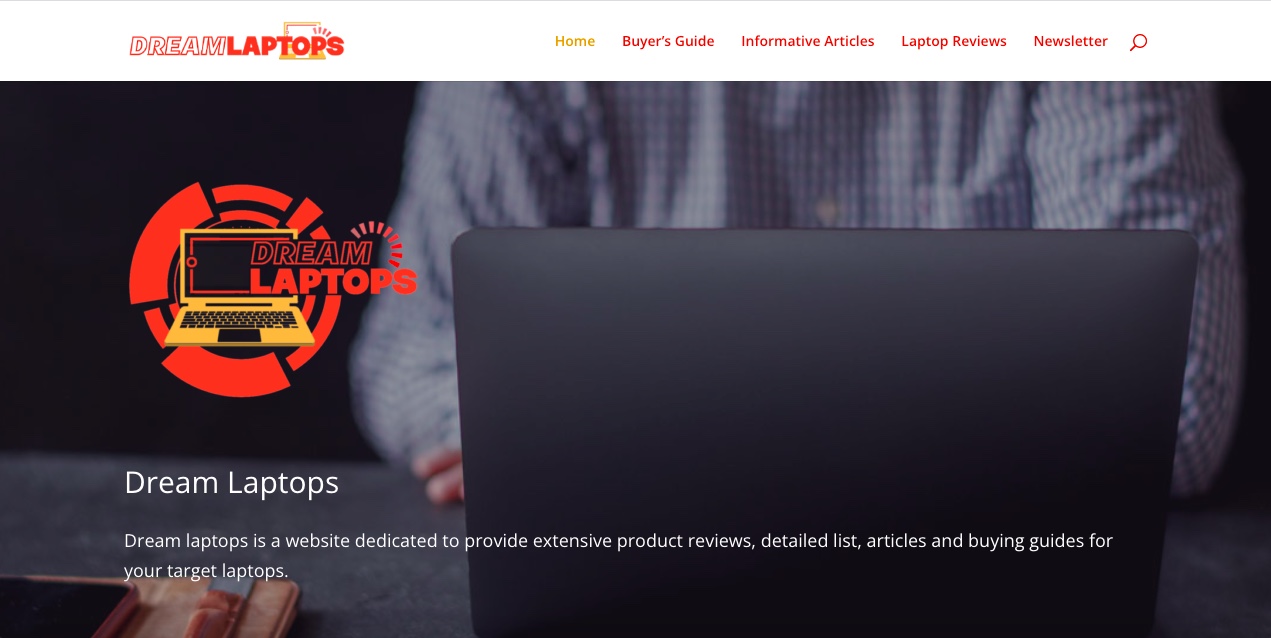 DREAMLAPTOPS
Home Buyer’s Guide Informative Articles Laptop Reviews Newsletter
DREAM
LAPTOPS
Dream Laptops
Dream laptops is a website dedicated to provide extensive product reviews, detailed list, articles and buying guides for
your target laptops.